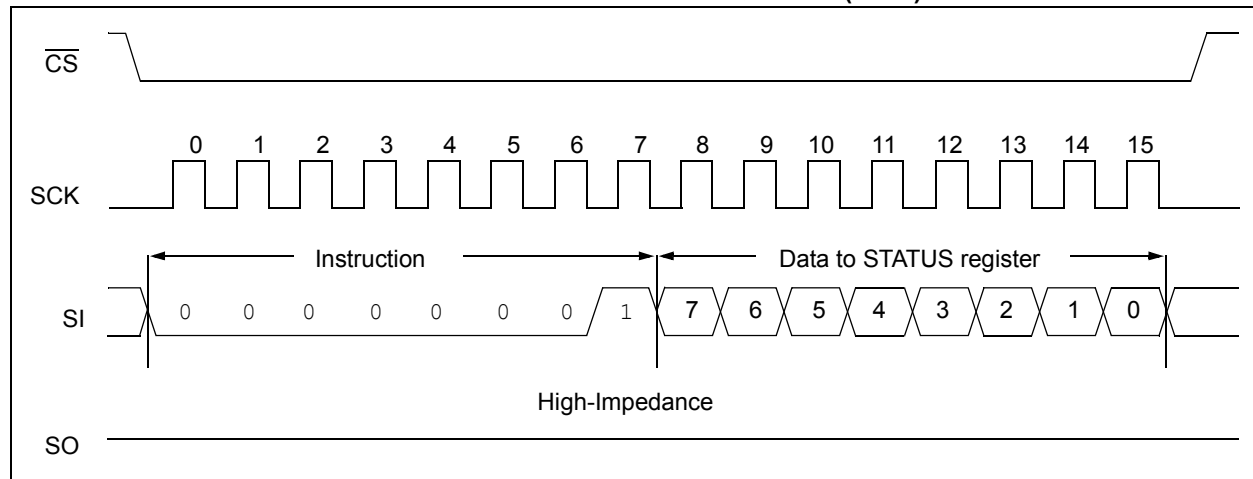 CS
0 1 2 3 4 5 6 7 8 9 10 11 12 13 14 15
SCK
Instruction Data to STATUS register
SI 0 0 0 0 0 0 0 1 7 6 5 4 3 2 1 0
High-Impedance
SO